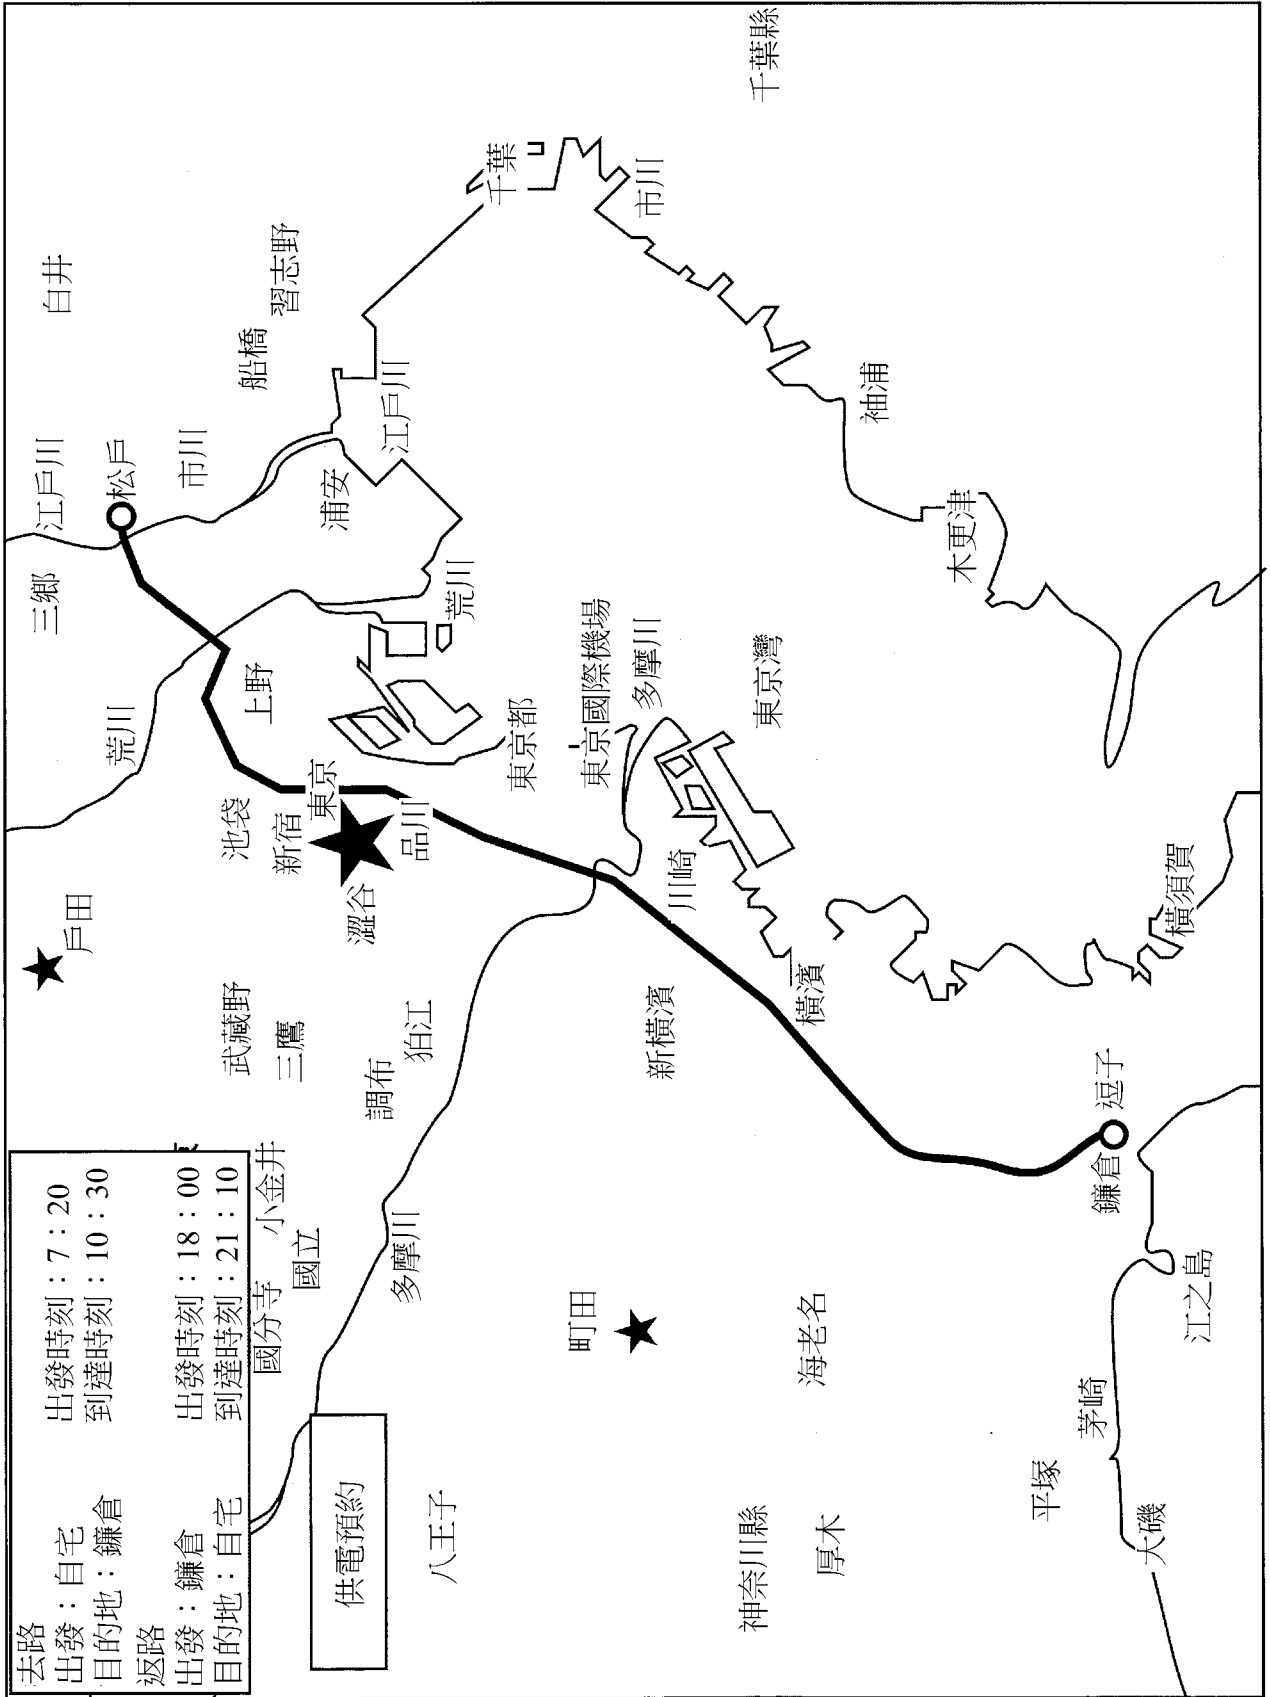 去路
出發：自宅　出發時刻：7：20
目的地：鎌倉　到達時刻：10：30
返路
出發：鎌倉　出發時刻：18：00
目的地：自宅　到達時刻：21：10
供電預約
戶田
三鄉
江戶川
松戶
白井
荒川
市川
武藏野
池袋
上野
船橋
習志野
國分寺
小金井
國立
三鷹
新宿
東京
浦安
多摩川
調布
澀谷
江戶川
八王子
狛江
品川
荒川
千葉
東京都
町田
東京國際機場
多摩川
市川
新橫濱
川崎
神奈川縣
東京灣
千葉縣
厚木
海老名
橫濱
袖浦
木更津
平塚
茅崎
鎌倉
逗子
大磯
江之島
橫須賀